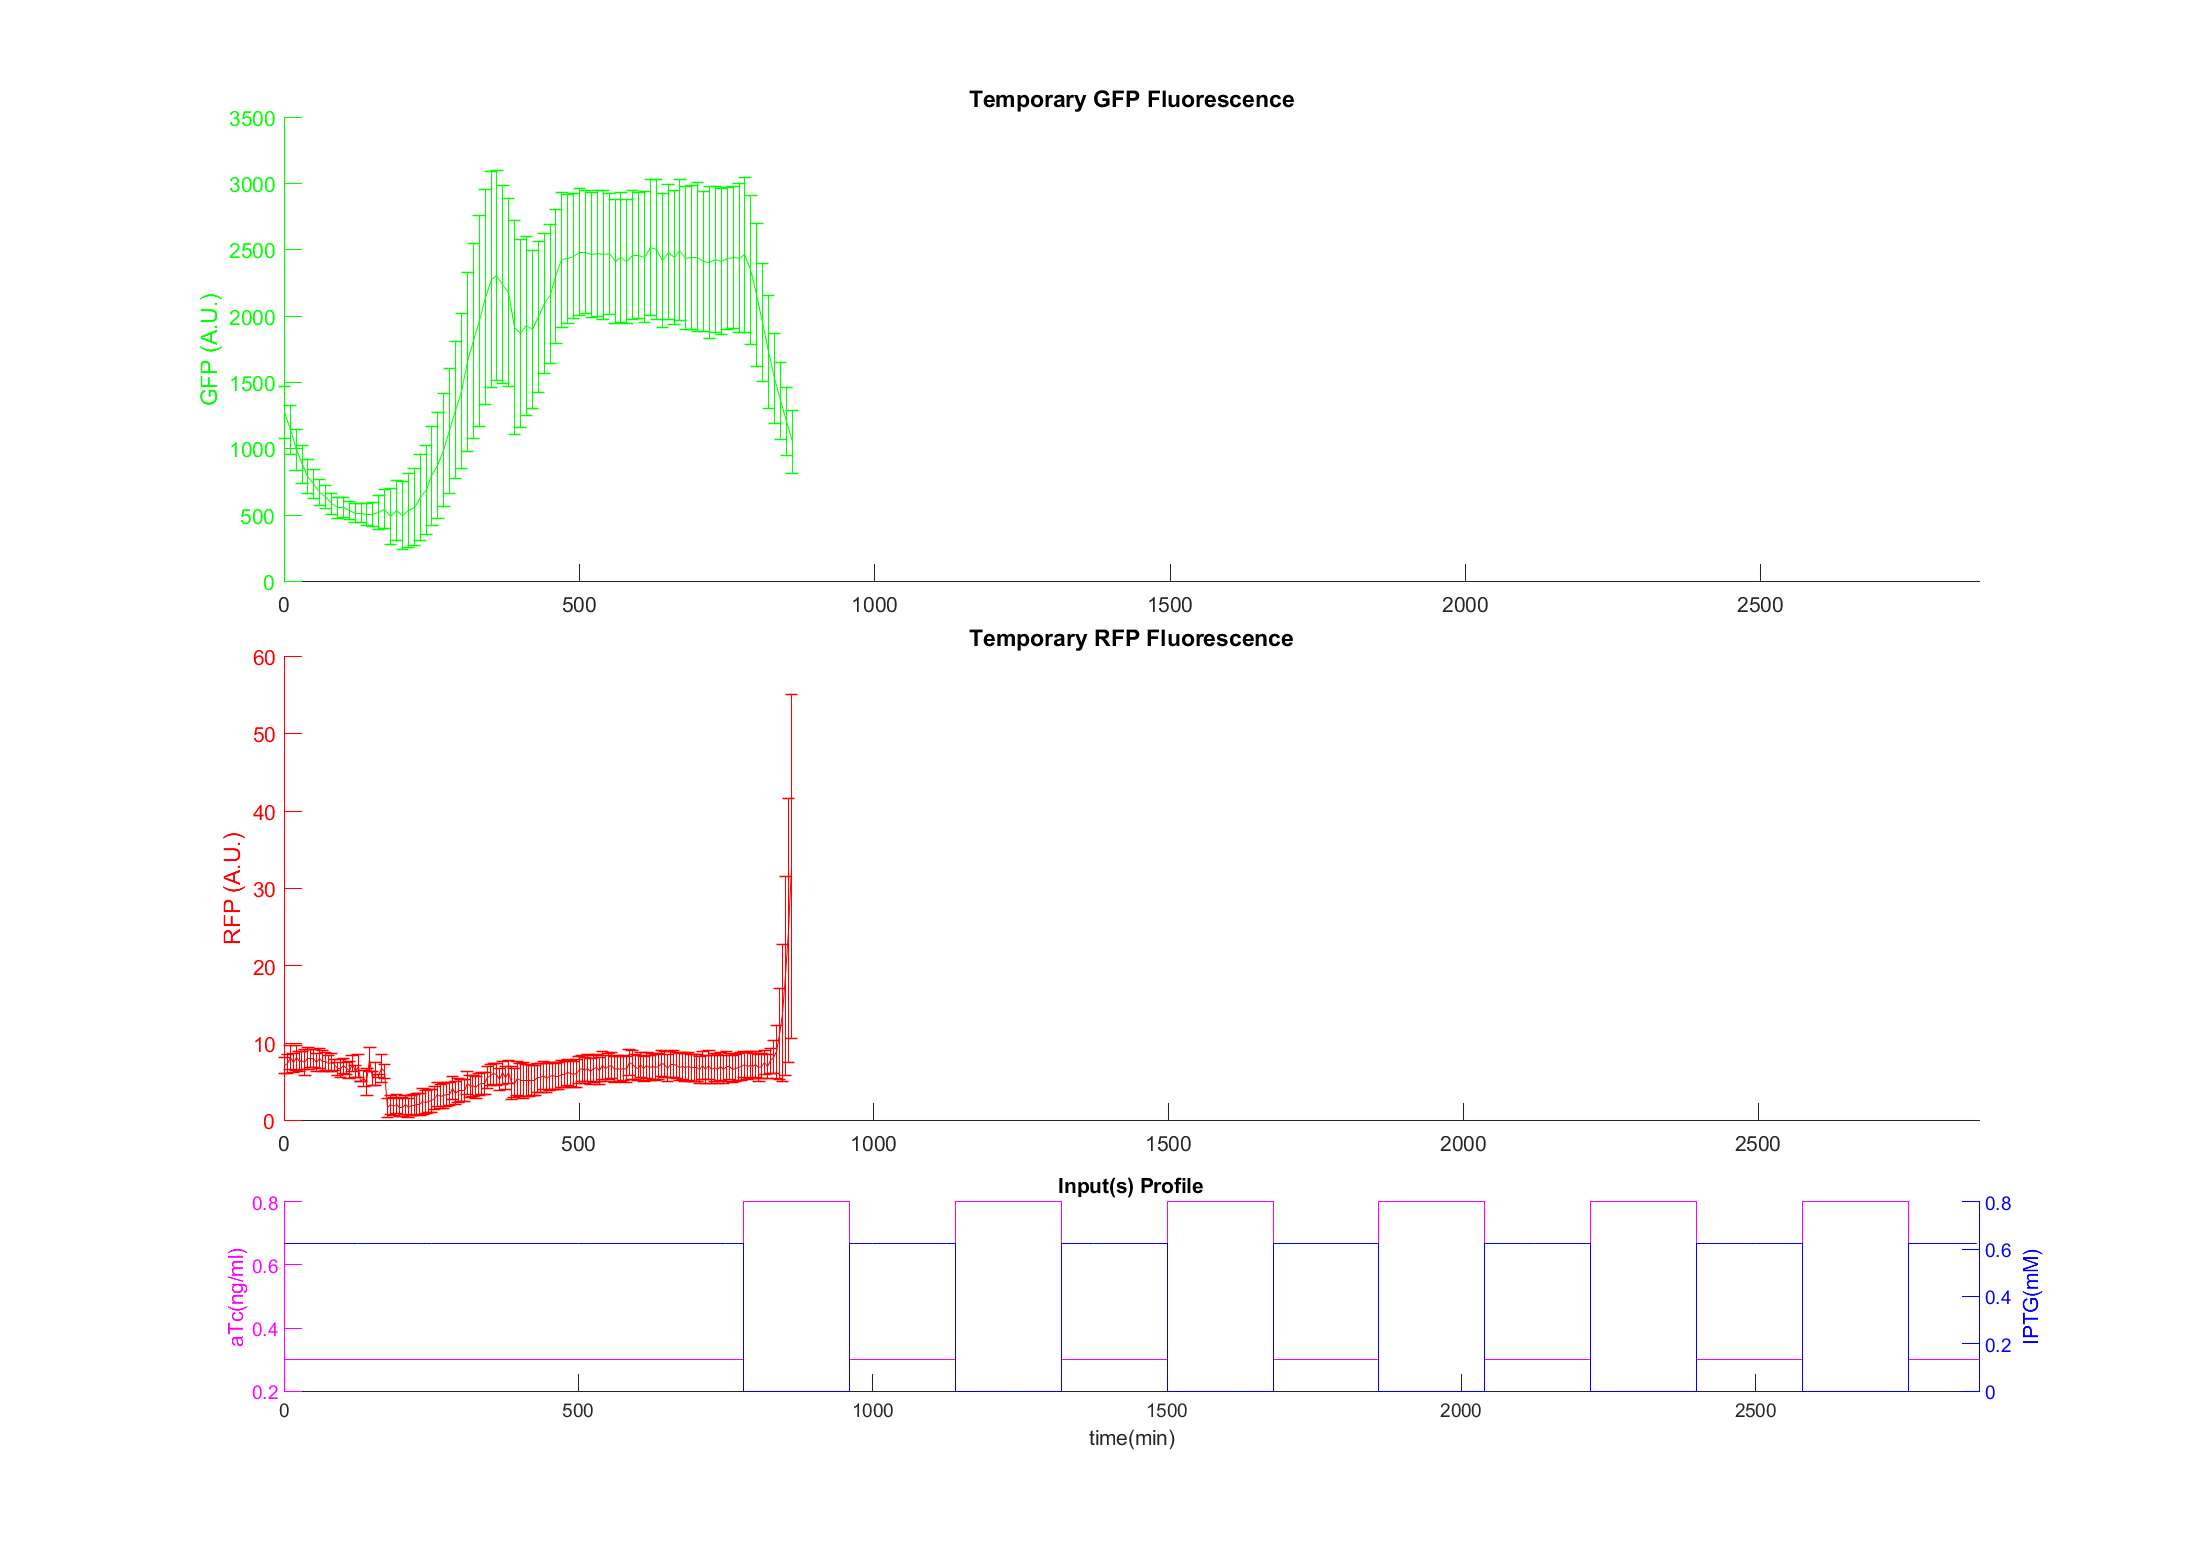 Temporary GFP Fluorescence
3500
3000
2500
2000
1500
1000
500
0
GFP (A.U.)
0 500 1000 1500 2000 2500
Temporary RFP Fluorescence
60
50
40
30
20
10
0
RFP (A.U.)
0 500 1000 1500 2000 2500
Input(s) Profile
0.8
0.6
0.4
0.2
aTc(ng/ml)
0.8
0.6
0.4
0.2
0
IPTG(mM)
0 500 1000 1500 2000 2500
time(min)